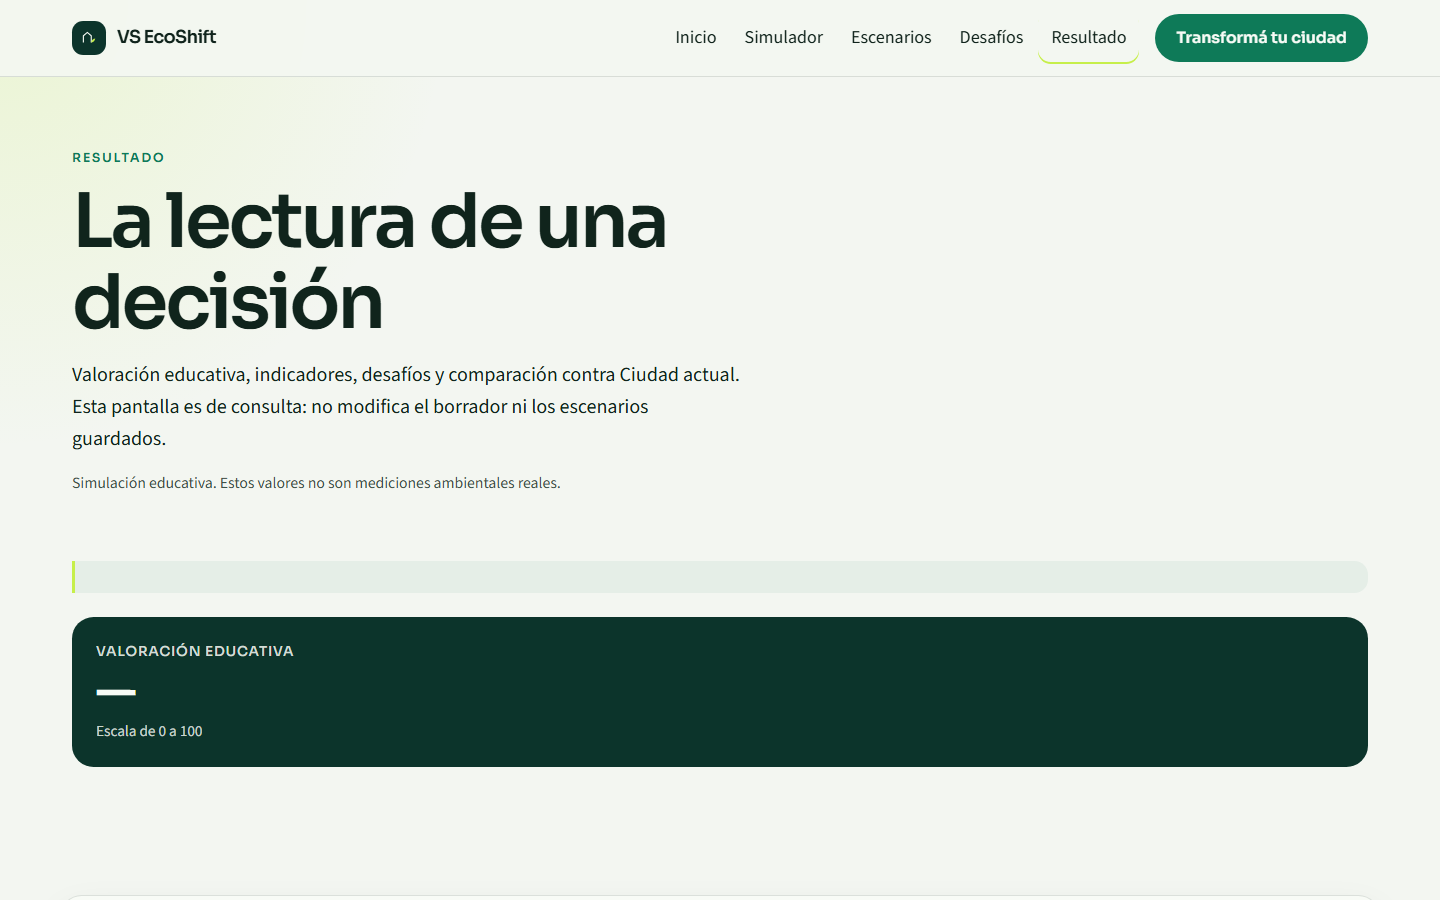 VS EcoShift
Inicio
Simulador
Escenarios
Desafíos
Resultado
Transformá tu ciudad
RESULTADO
La lectura de una
decisión
Valoración educativa, indicadores, desafíos y comparación contra Ciudad actual.
Esta pantalla es de consulta: no modifica el borrador ni los escenarios
guardados.
Simulación educativa. Estos valores no son mediciones ambientales reales.
VALORACIÓN EDUCATIVA
—
Escala de 0 a 100